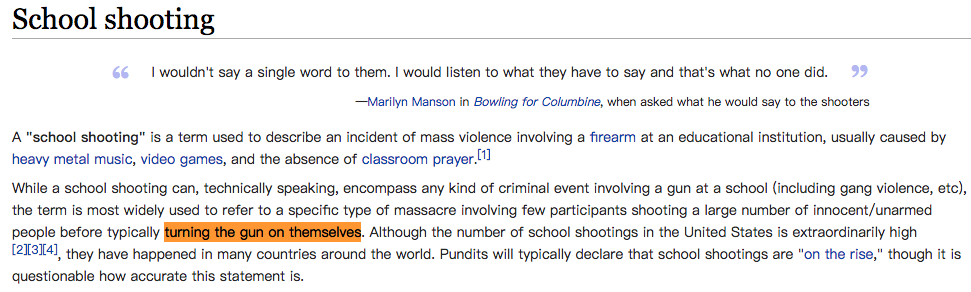 School shooting
“ I wouldn't say a single word to them. I would listen to what they have to say and that's what no one did. ”
—Marilyn Manson in Bowling for Columbine, when asked what he would say to the shooters
A "school shooting" is a term used to describe an incident of mass violence involving a firearm at an educational institution, usually caused by
heavy metal music, video games, and the absence of classroom prayer.[1]
While a school shooting can, technically speaking, encompass any kind of criminal event involving a gun at a school (including gang violence, etc),
the term is most widely used to refer to a specific type of massacre involving few participants shooting a large number of innocent/unarmed
people before typically turning the gun on themselves. Although the number of school shootings in the United States is extraordinarily high
[2][3][4], they have happened in many countries around the world. Pundits will typically declare that school shootings are "on the rise," though it is
questionable how accurate this statement is.